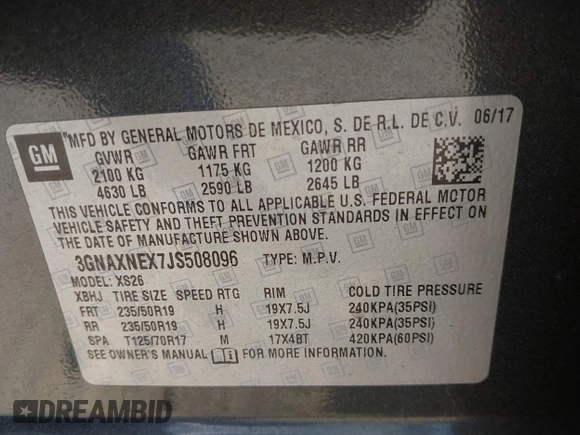 GM
MFD BY GENERAL MOTORS DE MEXICO, S. DE R.L. DE C.V. 06/17
GVWR GAWR FRT GAWR RR
2100 KG 1175 KG 1200 KG
4630 LB 2590 LB 2645 LB
THIS VEHICLE CONFORMS TO ALL APPLICABLE U.S. FEDERAL MOTOR
VEHICLE SAFETY AND THEFT PREVENTION STANDARDS IN EFFECT ON
THE DATE OF MANUFACTURE SHOWN ABOVE.
3GNAXNEX7JS508096 TYPE: M.P.V.
MODEL: XS26
XBHJ TIRE SIZE SPEED RTG RIM COLD TIRE PRESSURE
FRT 235/50R19 H 19X7.5J 240KPA(35PSI)
RR 235/50R19 H 19X7.5J 240KPA(35PSI)
SPA T125/70R17 M 17X4BT 420KPA(60PSI)
SEE OWNER'S MANUAL FOR MORE INFORMATION.
DREAMBID